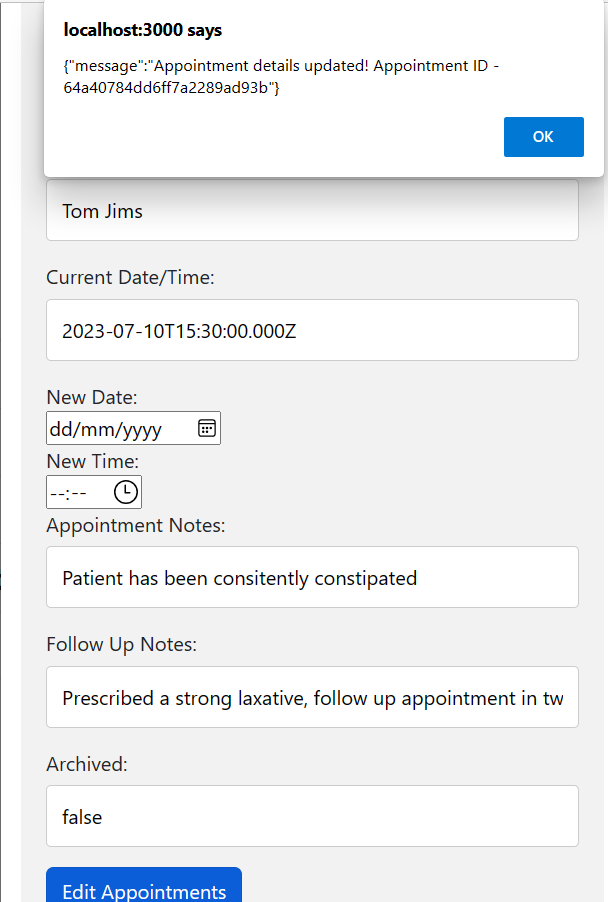 localhost:3000 says
{"message":"Appointment details updated! Appointment ID -
64a40784dd6ff7a2289ad93b"}
OK
Tom Jims
Current Date/Time:
2023-07-10T15:30:00.000Z
New Date:
dd/mm/yyyy
New Time:
--:--
Appointment Notes:
Patient has been consitently constipated
Follow Up Notes:
Prescribed a strong laxative, follow up appointment in tw
Archived:
false
Edit Appointments